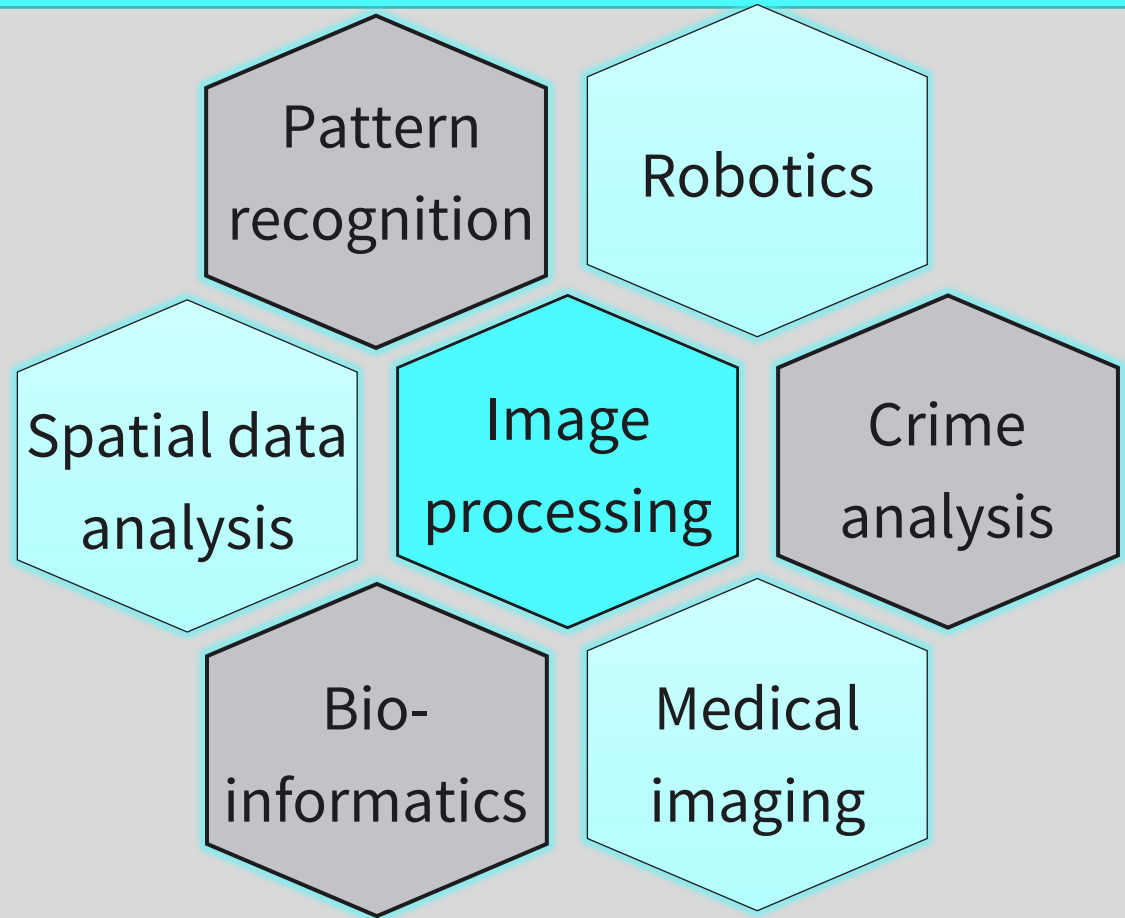 Pattern
recognition
Robotics
Spatial data
analysis
Image
processing
Crime
analysis
Bio-
informatics
Medical
imaging